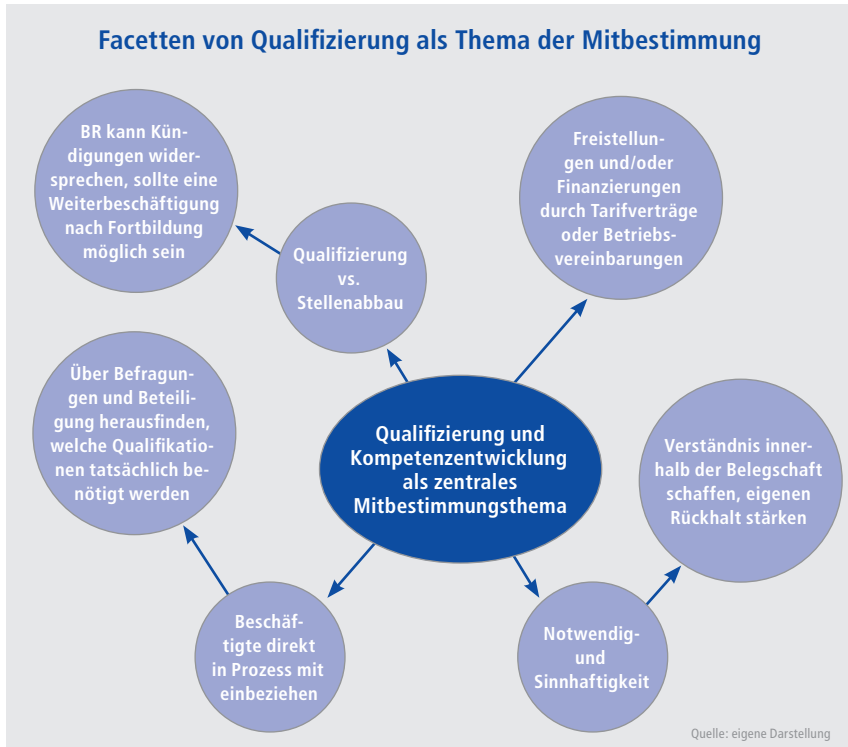 Facetten von Qualifizierung als Thema der Mitbestimmung
BR kann Kün-
digungen wider-
sprechen, sollte eine
Weiterbeschäftigung
nach Fortbildung
möglich sein
Qualifizierung
vs.
Stellenabbau
Freistellun-
gen und/oder
Finanzierungen
durch Tarifverträge
oder Betriebs-
vereinbarungen
Über Befragun-
gen und Beteili-
gung herausfinden,
welche Qualifikatio-
nen tatsächlich be-
nötigt werden
Qualifizierung und
Kompetenzentwicklung
als zentrales
Mitbestimmungsthema
Verständnis inner-
halb der Belegschaft
schaffen, eigenen
Rückhalt stärken
Beschäf-
tigte direkt
in Prozess mit
einbeziehen
Notwendig-
und
Sinnhaftigkeit
Quelle: eigene Darstellung